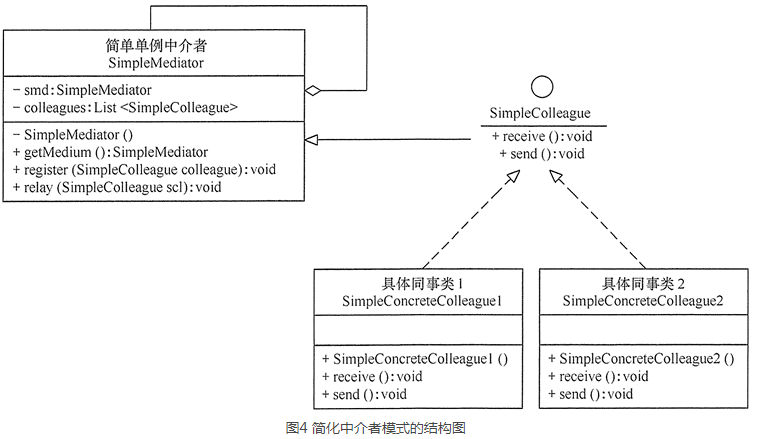 简单单例中介者
SimpleMediator
− smd:SimpleMediator
− colleagues:List <SimpleColleague>
− SimpleMediator ()
+ getMedium ():SimpleMediator
+ register (SimpleColleague colleague):void
+ relay (SimpleColleague scl):void
SimpleColleague
+ receive ():void
+ send ():void
具体同事类1
SimpleConcreteColleague1
+ SimpleConcreteColleague1 ()
+ receive ():void
+ send ():void
具体同事类2
SimpleConcreteColleague2
+ SimpleConcreteColleague2 ()
+ receive ():void
+ send ():void
图4 简化中介者模式的结构图